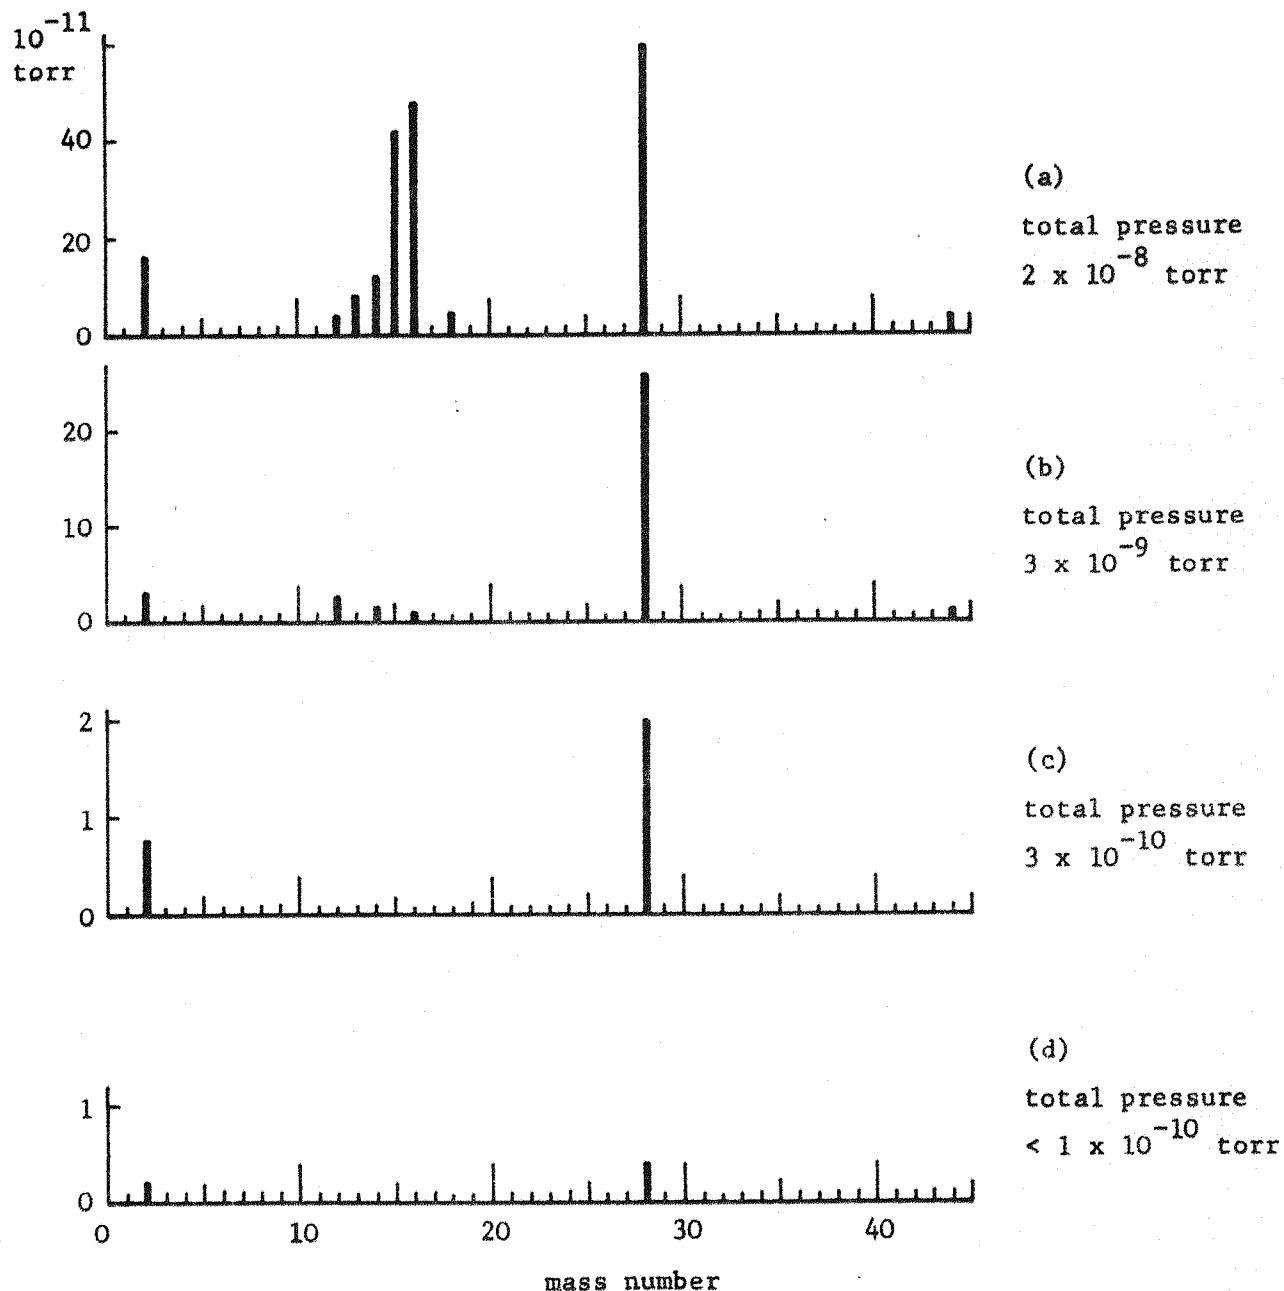 10^-11
torr
40
20
0
(a)
total pressure
2 x 10^-8 torr
20
10
0
(b)
total pressure
3 x 10^-9 torr
2
1
0
(c)
total pressure
3 x 10^-10 torr
1
0
(d)
total pressure
< 1 x 10^-10 torr
0 10 20 30 40
mass number